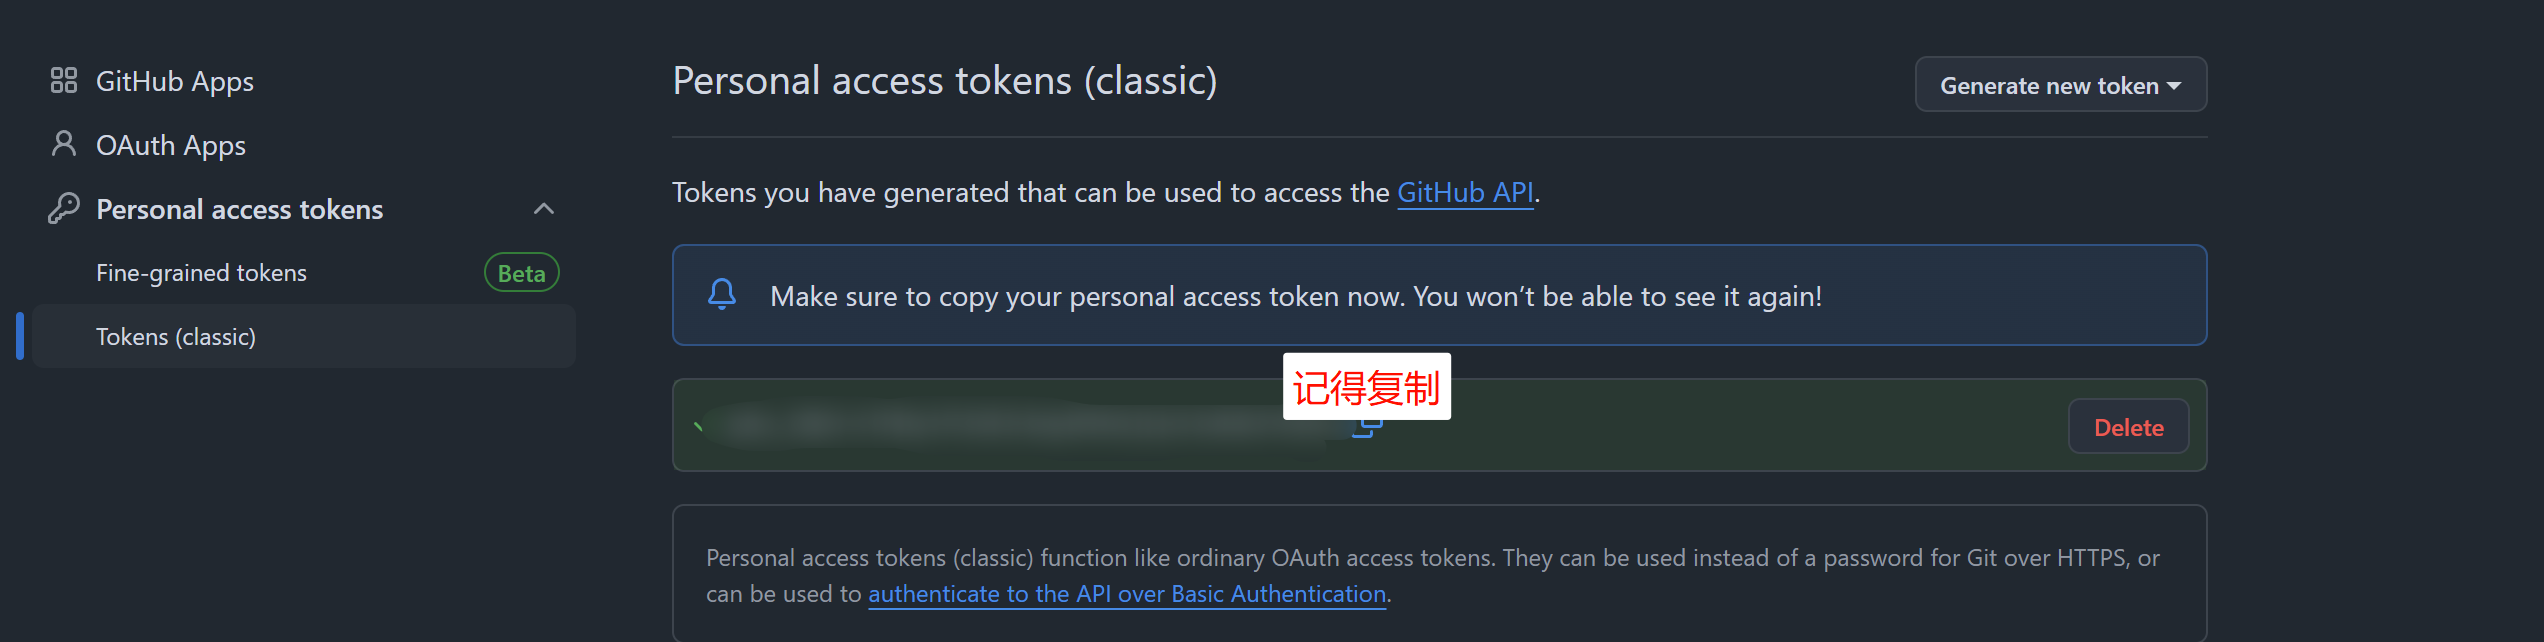 GitHub Apps
OAuth Apps
Personal access tokens
Fine-grained tokens
Beta
Tokens (classic)
Personal access tokens (classic)
Generate new token
Tokens you have generated that can be used to access the GitHub API.
Make sure to copy your personal access token now. You won’t be able to see it again!
记得复制
Delete
Personal access tokens (classic) function like ordinary OAuth access tokens. They can be used instead of a password for Git over HTTPS, or
can be used to authenticate to the API over Basic Authentication.